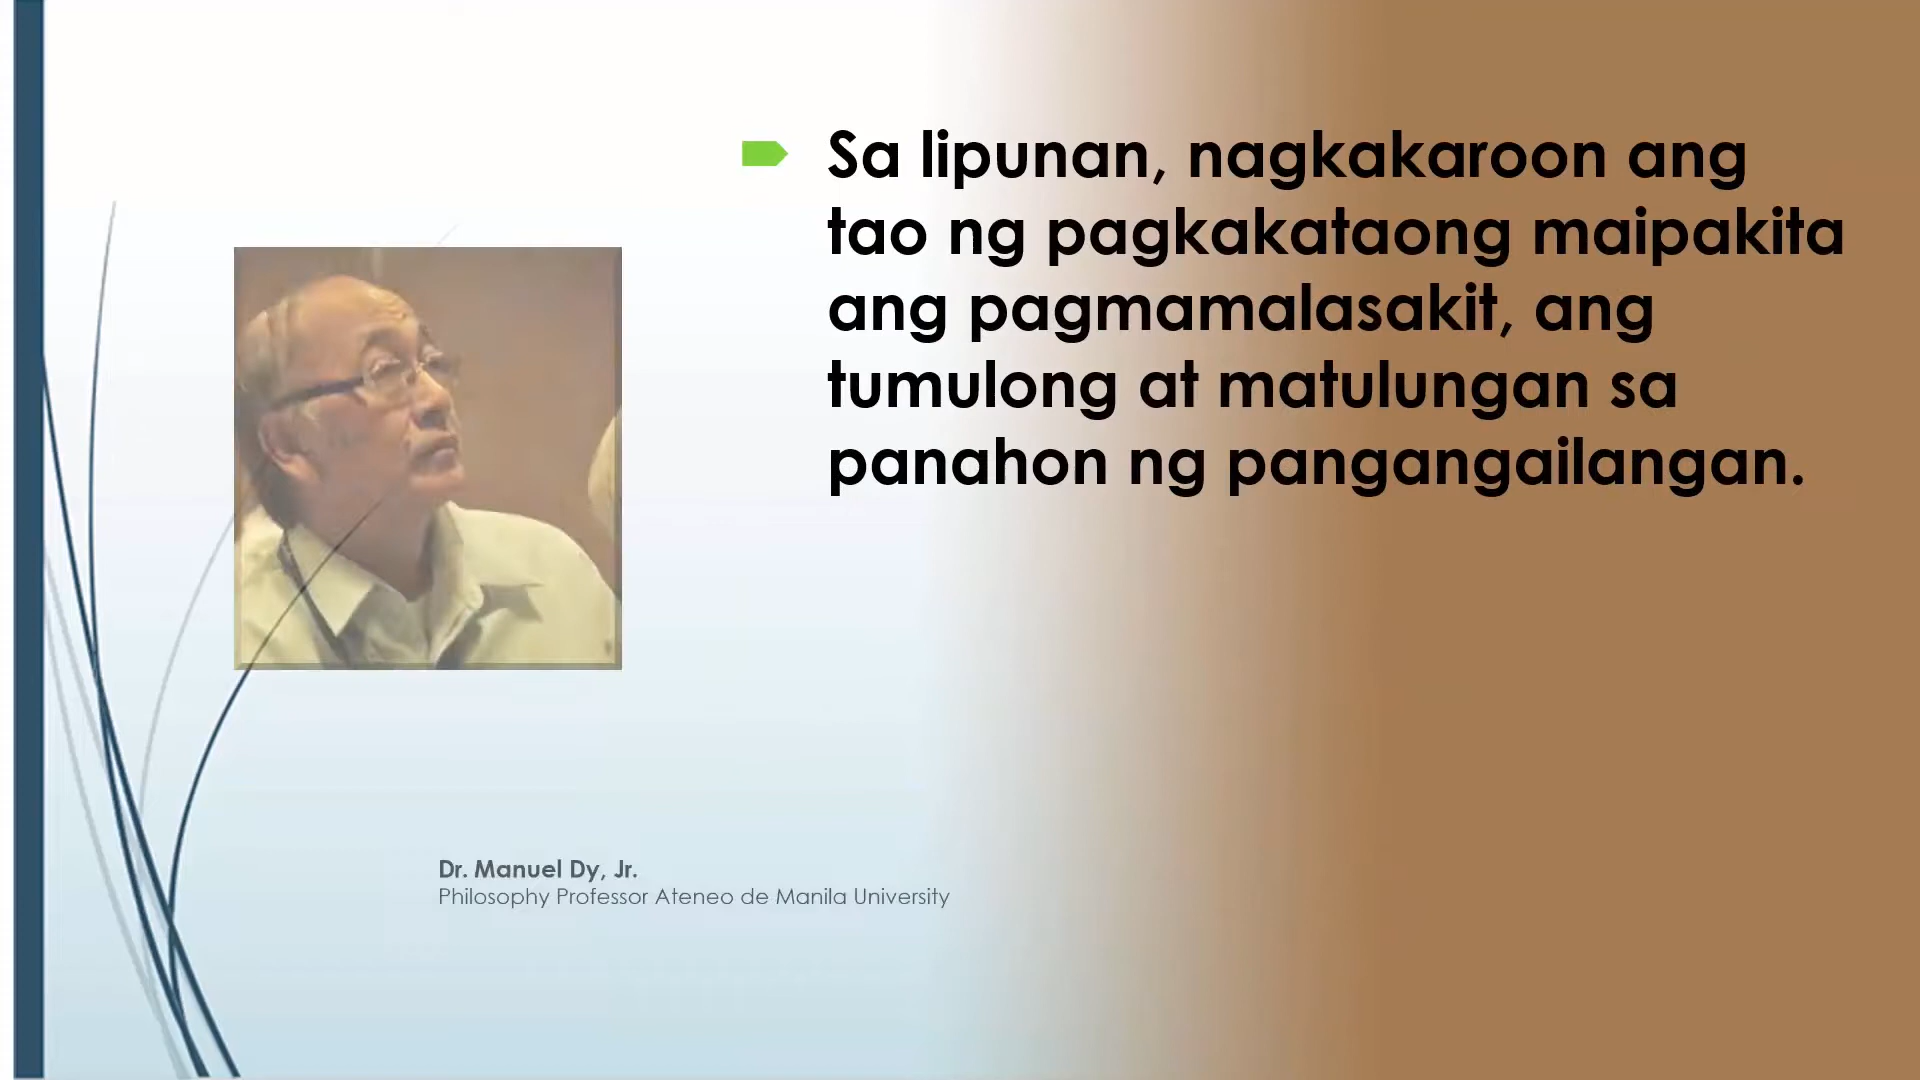 Sa lipunan, nagkakaroon ang
tao ng pagkakataong maipakita
ang pagmamalasakit, ang
tumulong at matulungan sa
panahon ng pangangailangan.
Dr. Manuel Dy, Jr.
Philosophy Professor Ateneo de Manila University